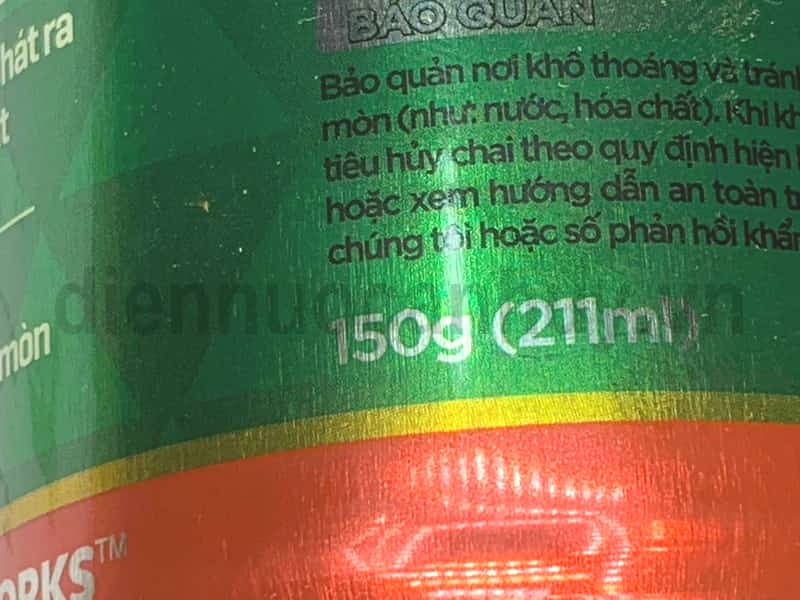 hát ra
t
mòn
BẢO QUẢN
Bảo quản nơi khô thoáng và tránh
mòn (như: nước, hóa chất). Khi kh
tiêu hủy chai theo quy định hiện h
hoặc xem hướng dẫn an toàn tr
chúng tôi hoặc số phản hồi khẩn
150g (211ml)
ORKS™